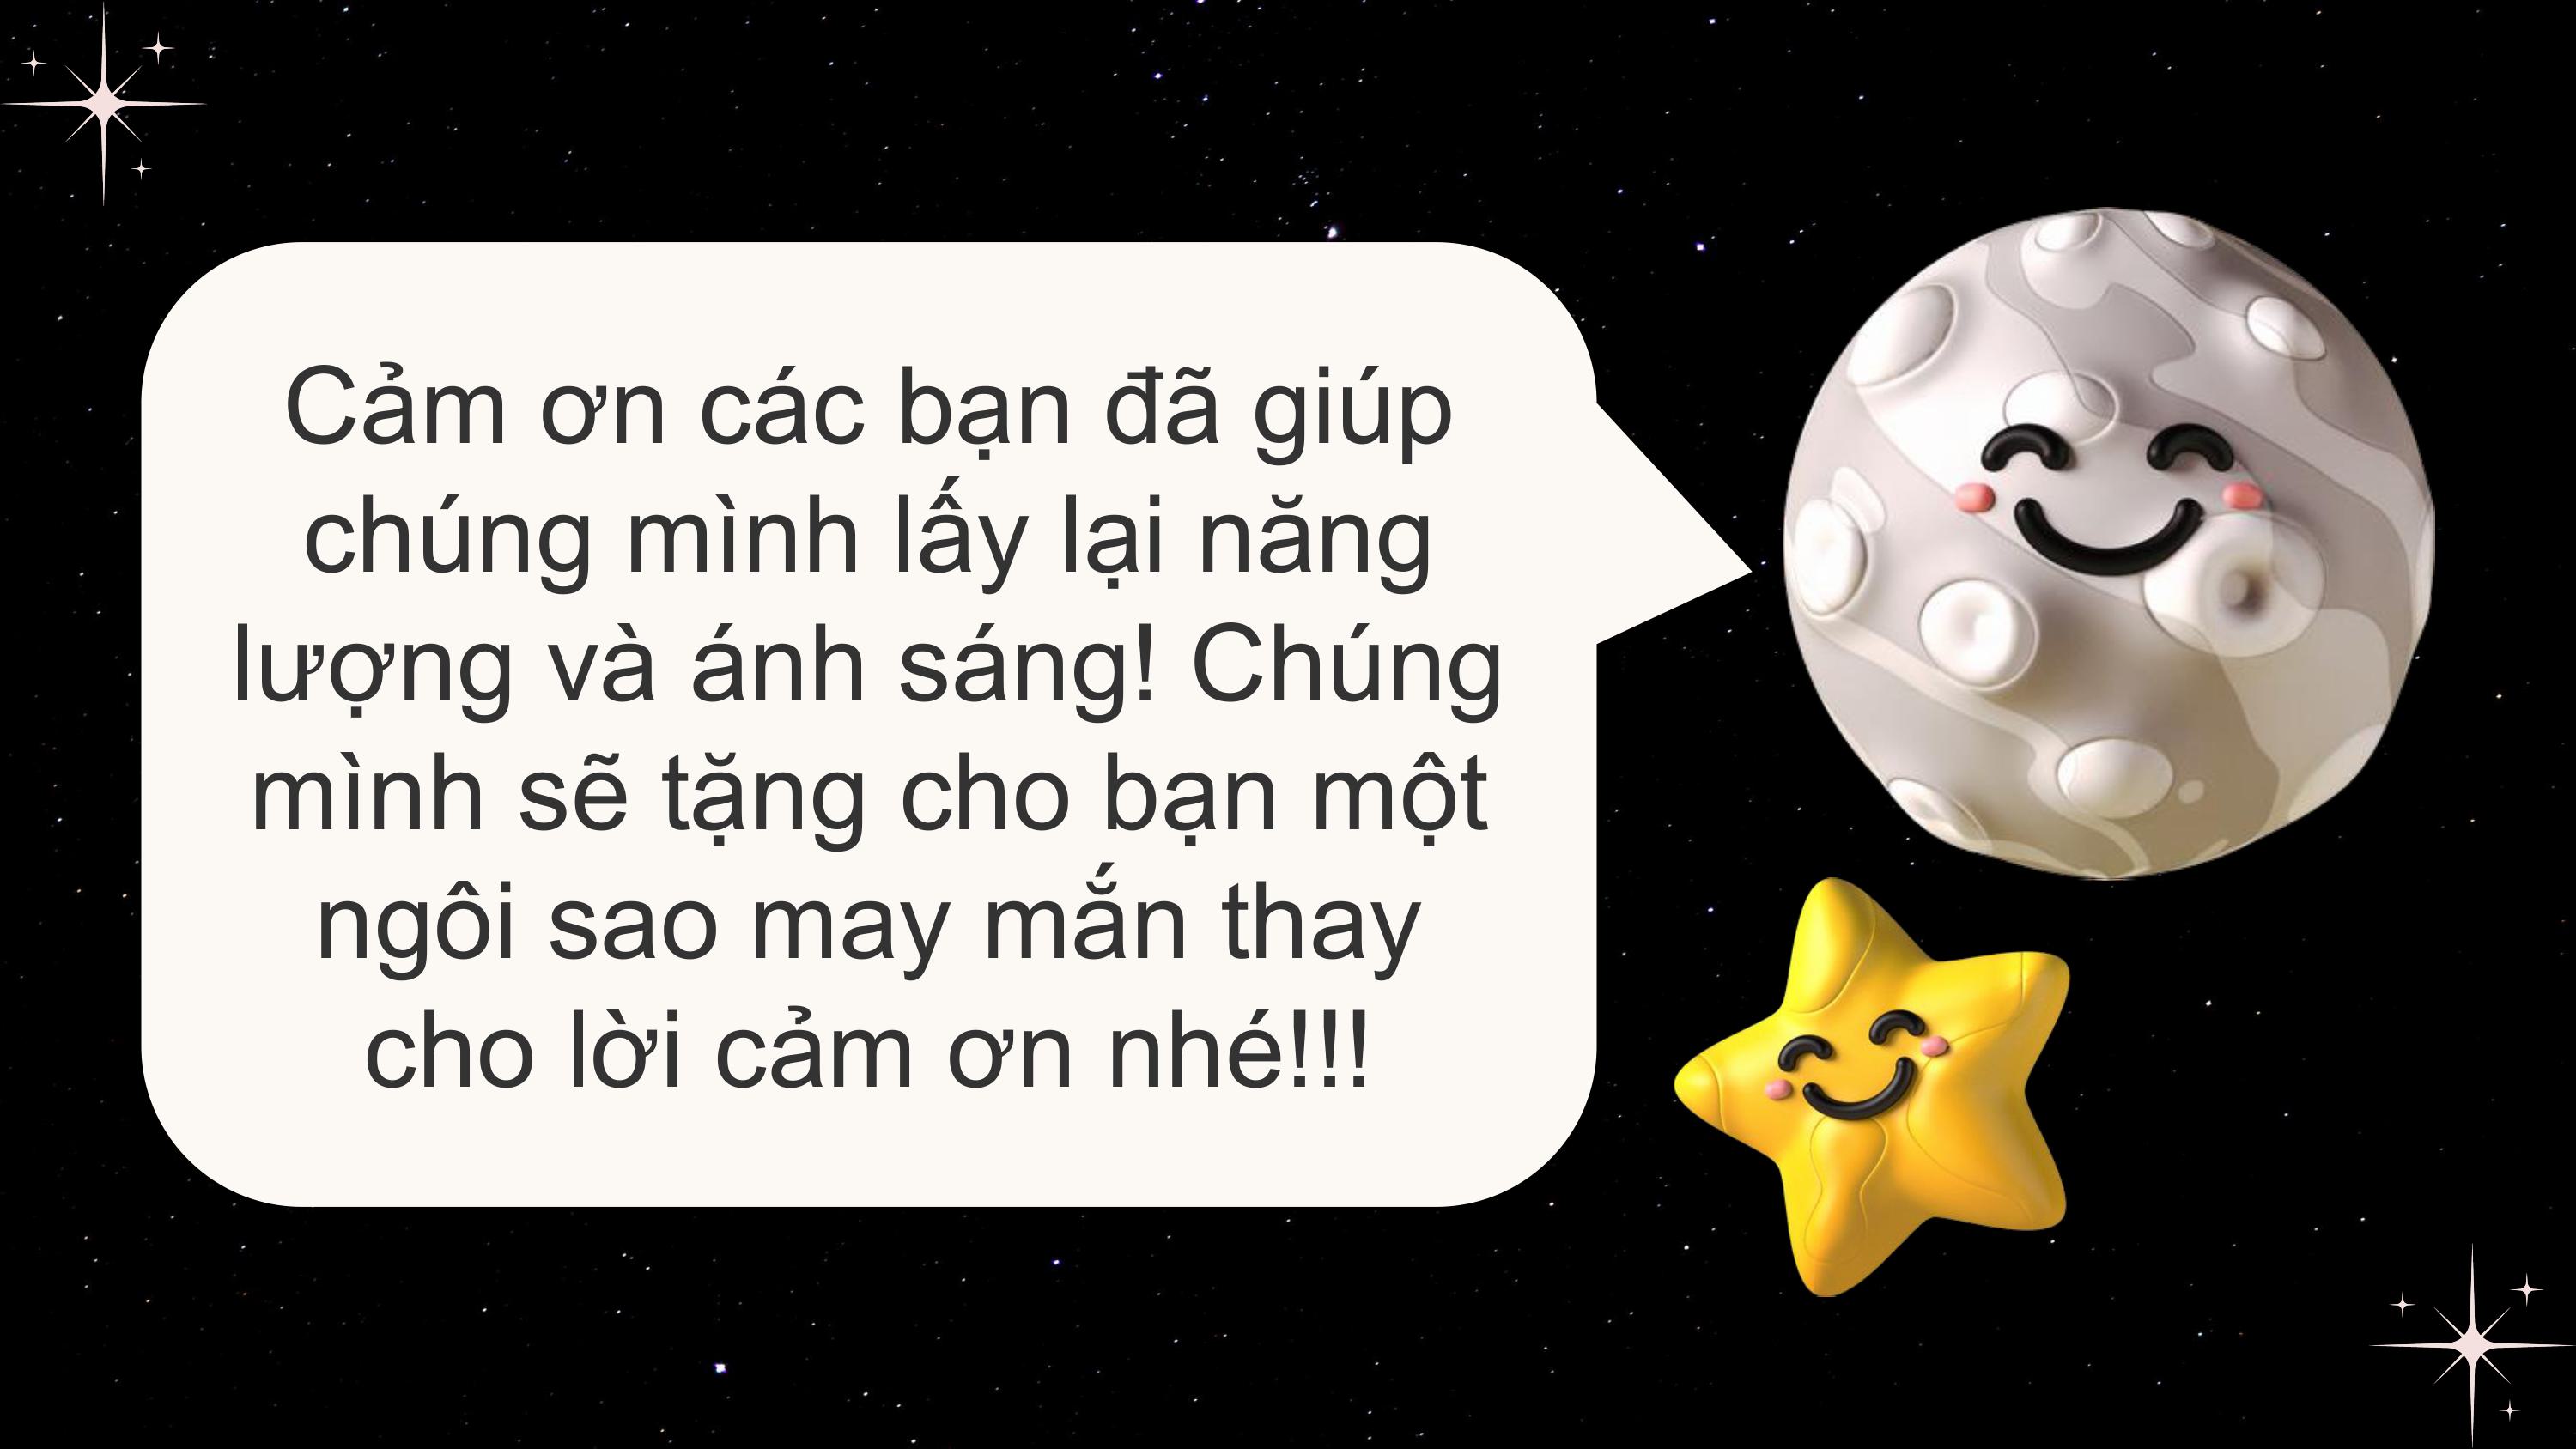 Cảm ơn các bạn đã giúp
chúng mình lấy lại năng
lượng và ánh sáng! Chúng
mình sẽ tặng cho bạn một
ngôi sao may mắn thay
cho lời cảm ơn nhé!!!